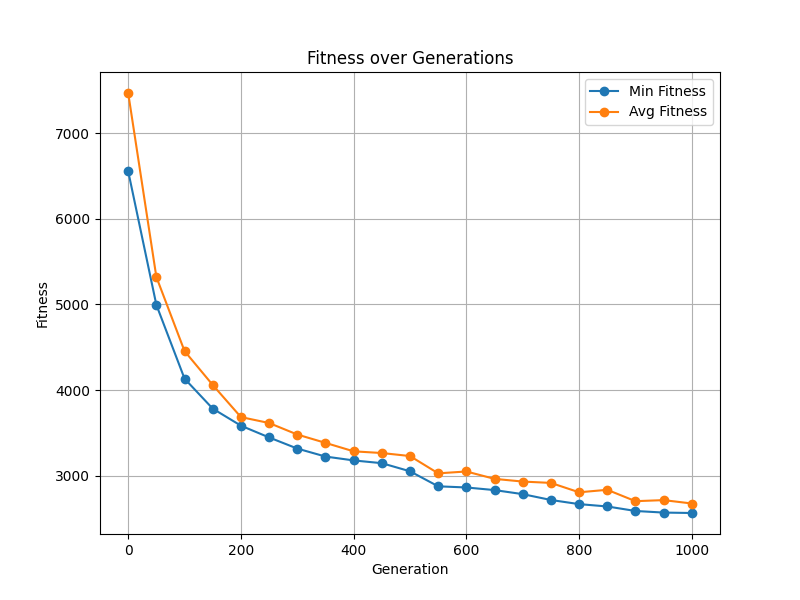 Fitness over Generations
Min Fitness
Avg Fitness
7000
6000
5000
4000
3000
Fitness
0 200 400 600 800 1000
Generation